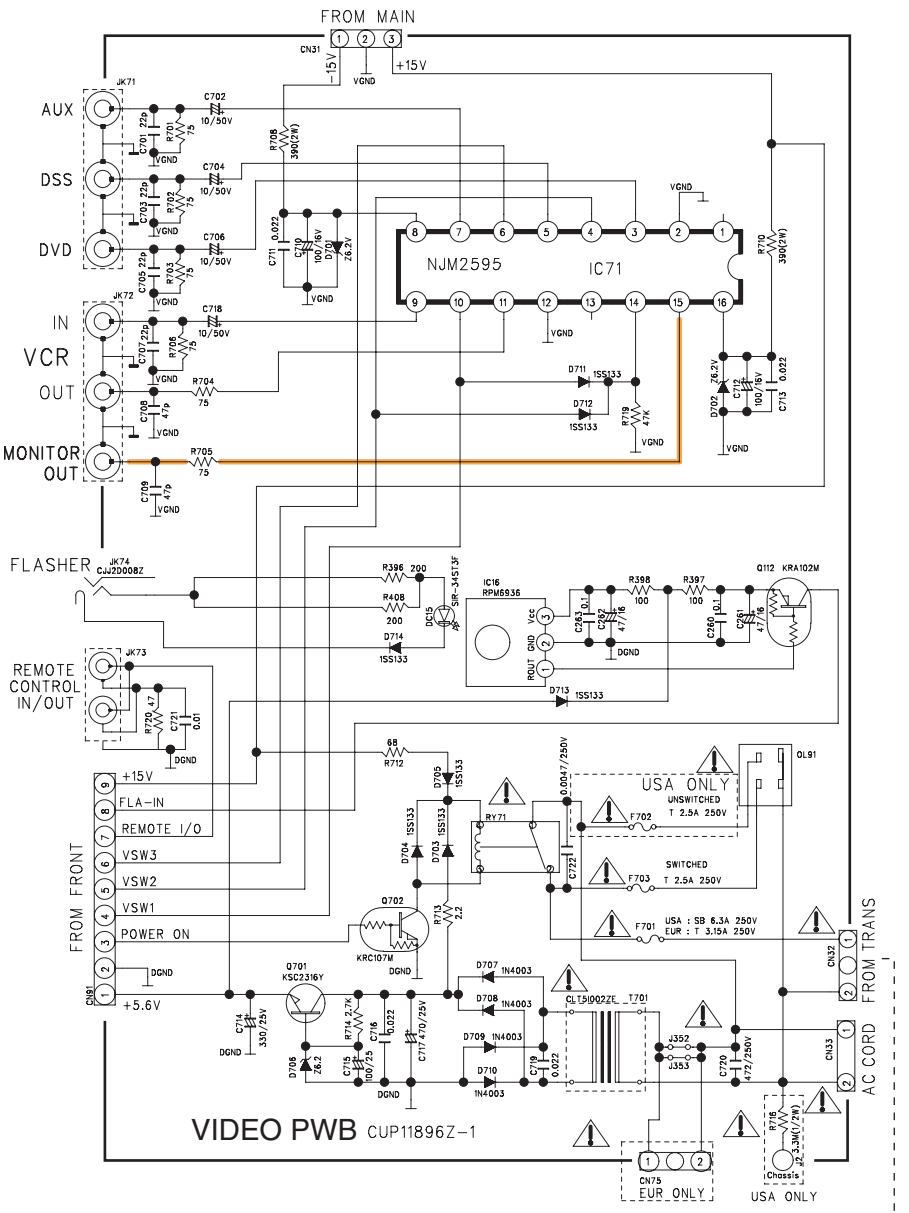 FROM MAIN
CN31
1 2 3
-15V
VGND
+15V
JK71
AUX
C701 22p
R701 75
C702
10/50V
VGND
R708
390(2W)
DSS
C703 22p
R702 75
C704
10/50V
VGND
DVD
C705 22p
R703 75
C706
10/50V
VGND
C711 0.022
C710 100/16V
D701 Z6.2V
VGND
VGND
8 7 6 5 4 3 2 1
NJM2595 IC71
9 10 11 12 13 14 15 16
R710
390(2W)
JK72
IN
C707 22p
R706 75
C718
10/50V
VGND
VCR
OUT
R704
75
C708 47p
VGND
MONITOR
OUT
R705
75
C709 47p
VGND
VGND
D711
1SS133
D712
1SS133
R719 47K
VGND
D702 Z6.2V
C712 100/16V
C713 0.022
VGND
FLASHER
JK74
CJJ2D008Z
R396 200
R408
200
D714
1SS133
DC15
SIR-34ST3F
IC16
RPM6936
Vcc 3
GND 2
ROUT 1
C263 0.1
C262 47/16
DGND
R398
100
R397
100
C260 0.1
C261 47/16
Q112 KRA102M
JK73
REMOTE
CONTROL
IN/OUT
R720 47
C721 0.01
DGND
D713 1SS133
FROM FRONT
CN91
9 +15V
8 FLA-IN
7 REMOTE I/O
6 VSW3
5 VSW2
4 VSW1
3 POWER ON
2 DGND
1 +5.6V
68
R712
D705 1SS133
D704 1SS133
D703 1SS133
RY71
0.0047/250V
C722
USA ONLY
UNSWITCHED
T 2.5A 250V
F702
OL91
SWITCHED
T 2.5A 250V
F703
F701
USA : SB 6.3A 250V
EUR : T 3.15A 250V
Q702
KRC107M
DGND
R713 2.2
CN32
1
2
FROM TRANS
Q701
KSC2316Y
C714 330/25V
DGND
D706 Z6.2
R714 2.7K
C715 100/25
C716 0.022
C717 470/25V
DGND
D707
1N4003
D708
1N4003
D709 1N4003
D710
1N4003
C719 0.022
CLT5I002ZE T701
J352
J353
C720 472/250V
CN33
1
2
AC CORD
R716 3.3M(1/2W)
J2
Chassis
USA ONLY
1 2
CN75
EUR ONLY
VIDEO PWB CUP11896Z-1